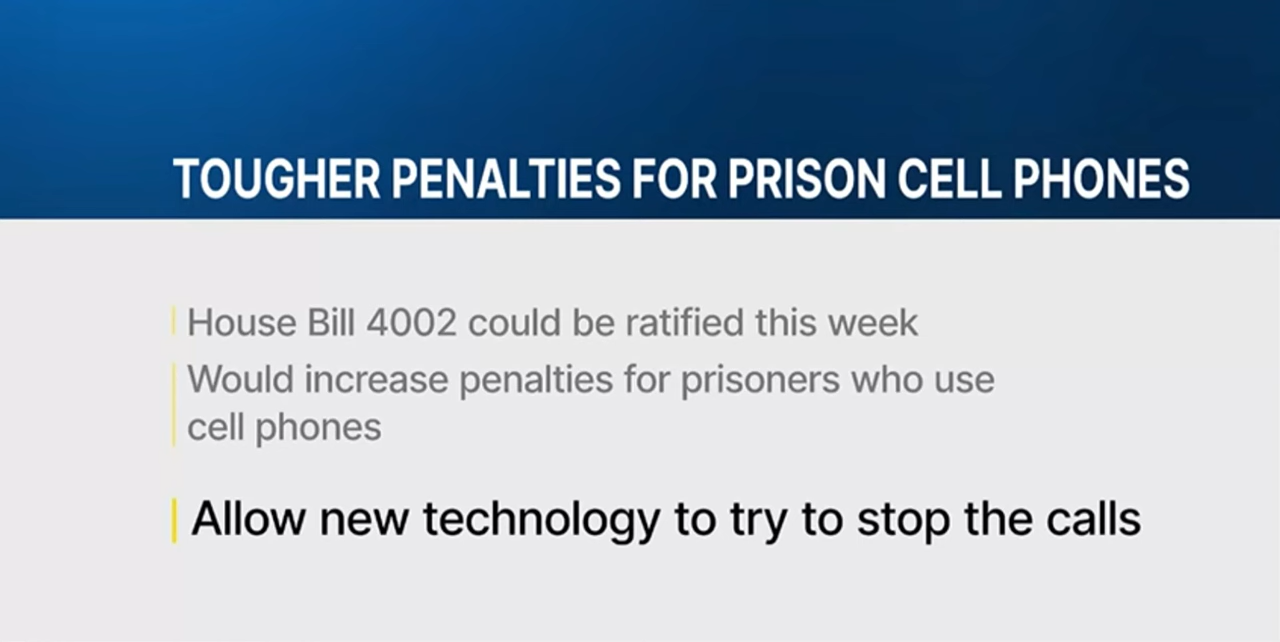 TOUGHER PENALTIES FOR PRISON CELL PHONES
House Bill 4002 could be ratified this week
Would increase penalties for prisoners who use
cell phones
Allow new technology to try to stop the calls